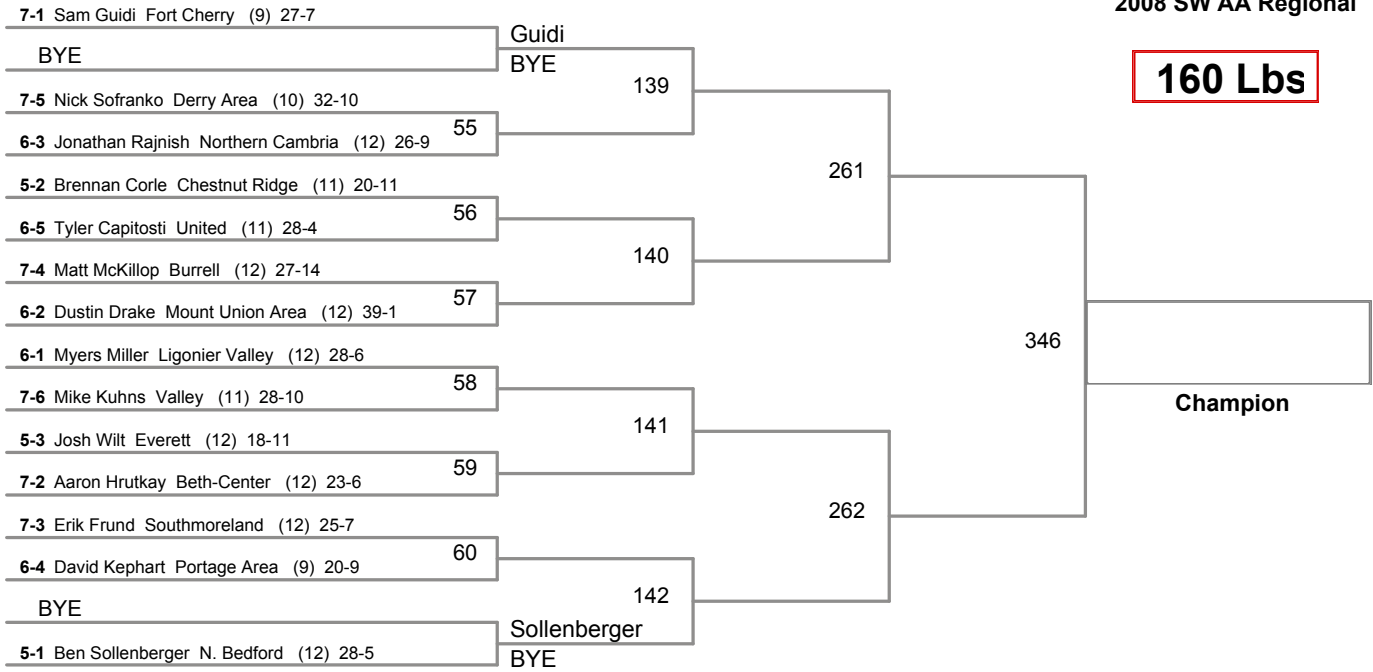 2008 SW AA Regional
160 Lbs
7-1 Sam Guidi Fort Cherry (9) 27-7
Guidi
BYE
BYE
139
7-5 Nick Sofranko Derry Area (10) 32-10
55
6-3 Jonathan Rajnish Northern Cambria (12) 26-9
261
5-2 Brennan Corle Chestnut Ridge (11) 20-11
56
6-5 Tyler Capitosti United (11) 28-4
140
7-4 Matt McKillop Burrell (12) 27-14
57
6-2 Dustin Drake Mount Union Area (12) 39-1
346
6-1 Myers Miller Ligonier Valley (12) 28-6
58
7-6 Mike Kuhns Valley (11) 28-10
Champion
141
5-3 Josh Wilt Everett (12) 18-11
59
7-2 Aaron Hrutkay Beth-Center (12) 23-6
262
7-3 Erik Frund Southmoreland (12) 25-7
60
6-4 David Kephart Portage Area (9) 20-9
142
BYE
Sollenberger
5-1 Ben Sollenberger N. Bedford (12) 28-5
BYE